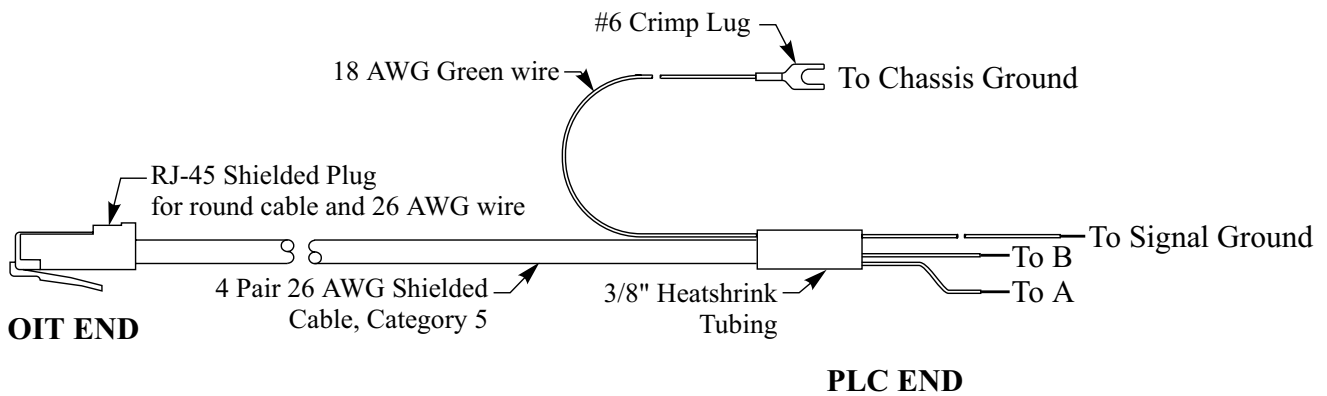 #6 Crimp Lug
18 AWG Green wire
To Chassis Ground
RJ-45 Shielded Plug
for round cable and 26 AWG wire
To Signal Ground
To B
To A
4 Pair 26 AWG Shielded
Cable, Category 5
3/8" Heatshrink
Tubing
OIT END
PLC END